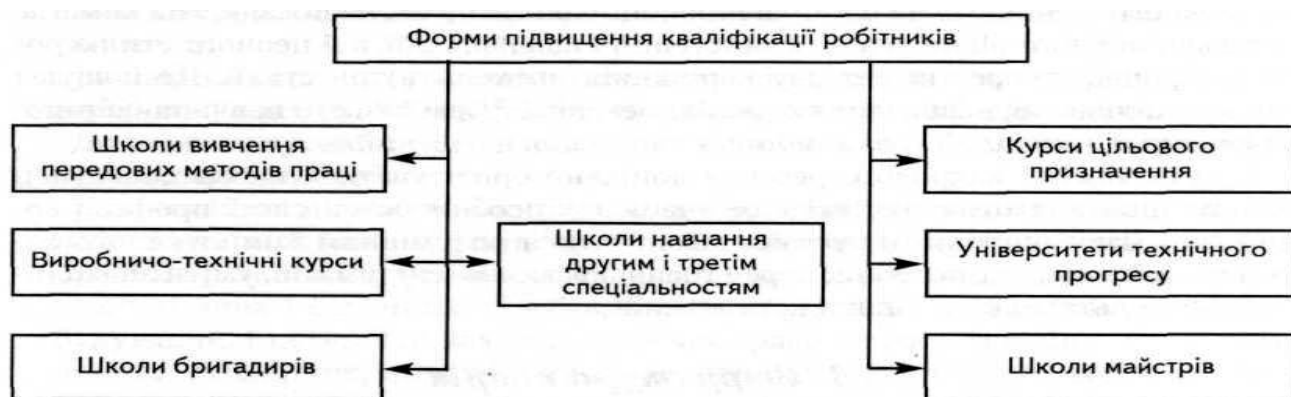 Форми підвищення кваліфікації робітників
Школи вивчення
передових методів праці
Курси цільового
призначення
Виробничо-технічні курси
Школи навчання
другим і третім
спеціальностям
Університети технічного
прогресу
Школи бригадирів
Школи майстрів